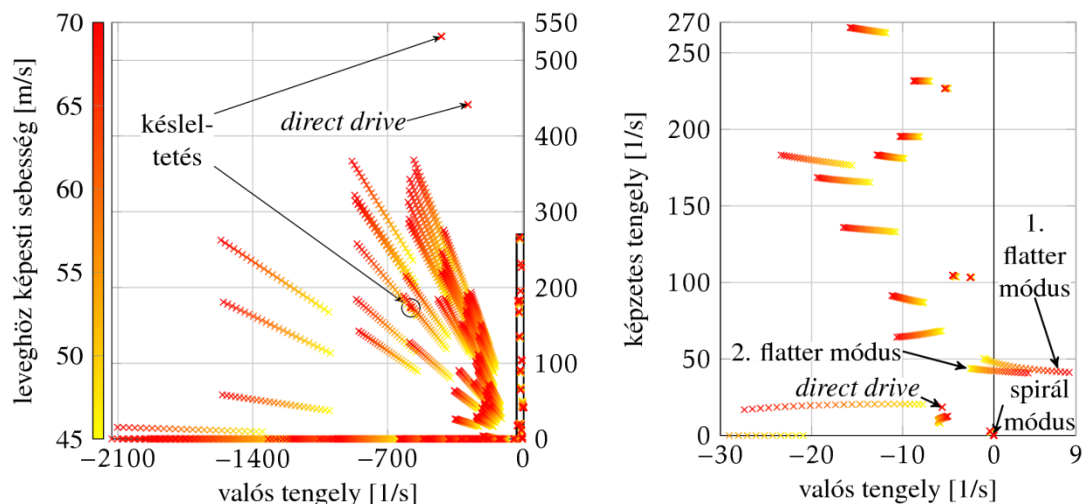 leveghöz képesti sebesség [m/s]
70
65
60
55
50
45
550
500
400
300
200
100
0
−2100
−1400
−700
0
valós tengely [1/s]
késlel-
tetés
direct drive
képzetes tengely [1/s]
270
250
200
150
100
50
0
−30
−20
−10
0
9
valós tengely [1/s]
1.
flatter
módus
2. flatter módus
direct drive
spirál
módus